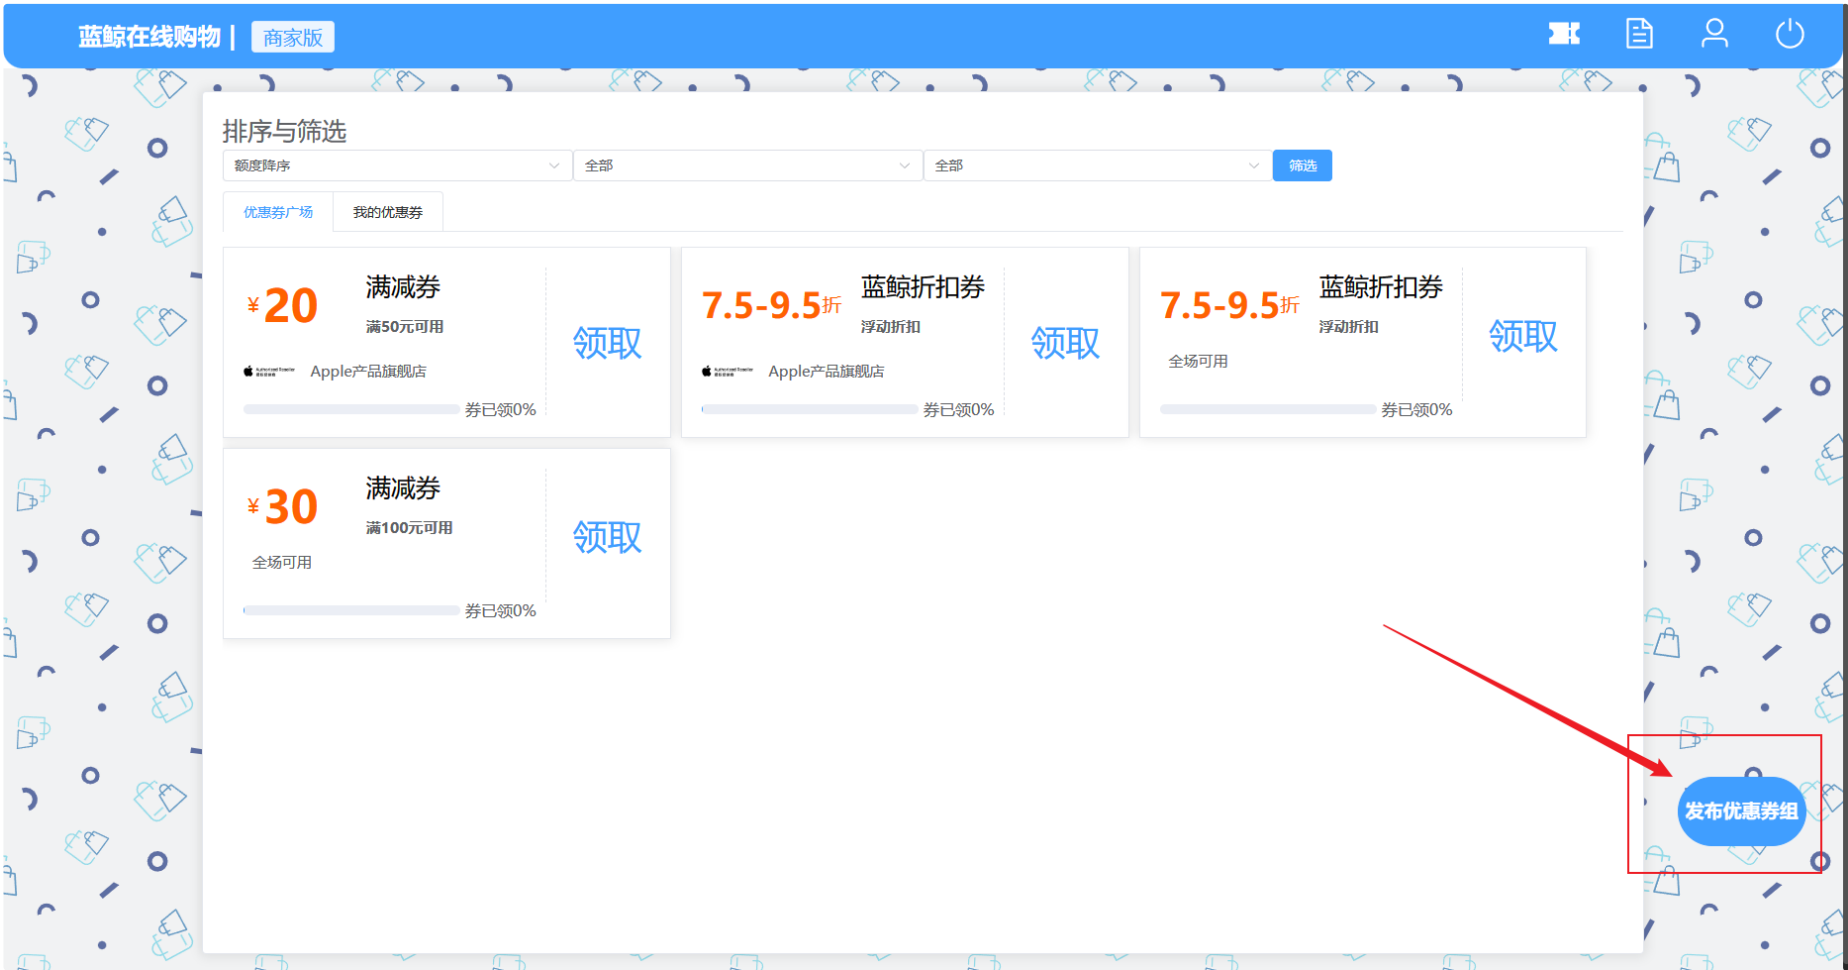 蓝鲸在线购物 | 商家版
排序与筛选
额度降序 全部 全部 筛选
优惠券广场 我的优惠券
¥ 20 满减券
满50元可用
领取
Apple产品旗舰店
券已领0%
7.5-9.5折 蓝鲸折扣券
浮动折扣
领取
Apple产品旗舰店
券已领0%
7.5-9.5折 蓝鲸折扣券
浮动折扣
领取
全场可用
券已领0%
¥ 30 满减券
满100元可用
领取
全场可用
券已领0%
发布优惠券组